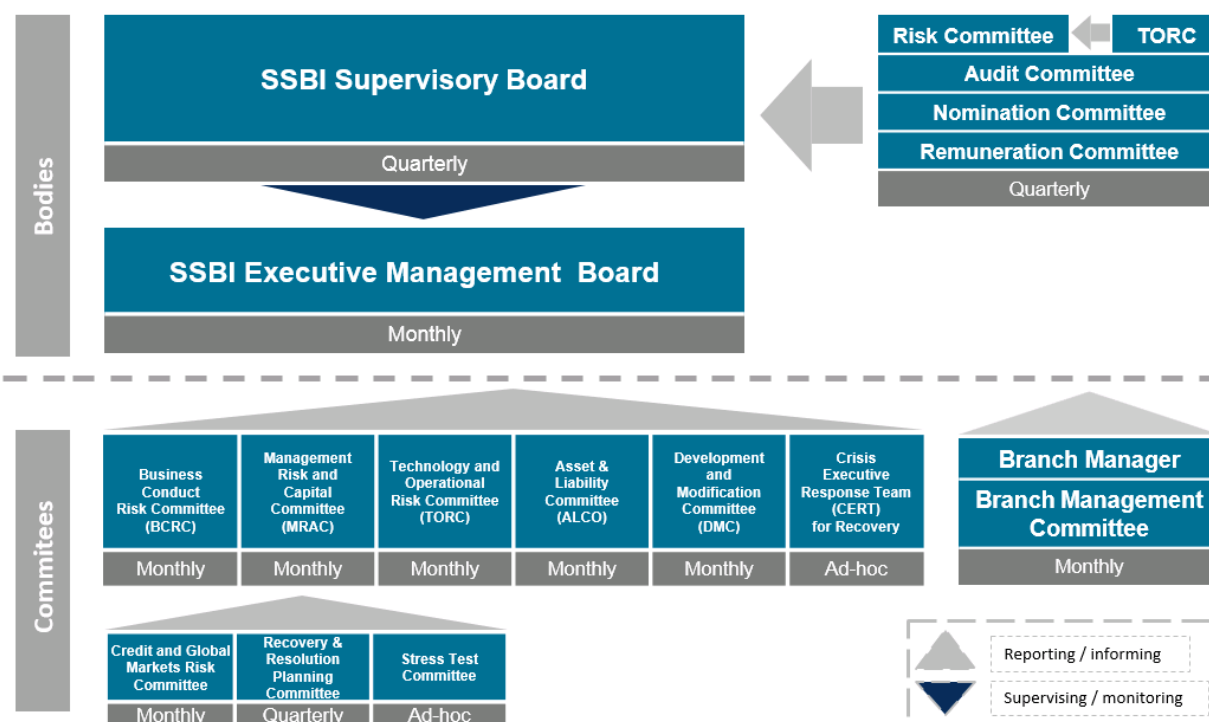 Bodies
SSBI Supervisory Board
Quarterly
SSBI Executive Management Board
Monthly
Risk Committee
TORC
Audit Committee
Nomination Committee
Remuneration Committee
Quarterly
Commitees
Business
Conduct
Risk Committee
(BCRC)
Monthly
Management
Risk and
Capital
Committee
(MRAC)
Monthly
Technology and
Operational
Risk Committee
(TORC)
Monthly
Asset &
Liability
Committee
(ALCO)
Monthly
Development
and
Modification
Committee
(DMC)
Monthly
Crisis
Executive
Response Team
(CERT)
for Recovery
Ad-hoc
Branch Manager
Branch Management
Committee
Monthly
Credit and Global
Markets Risk
Committee
Monthly
Recovery &
Resolution
Planning
Committee
Quarterly
Stress Test
Committee
Ad-hoc
Reporting / informing
Supervising / monitoring